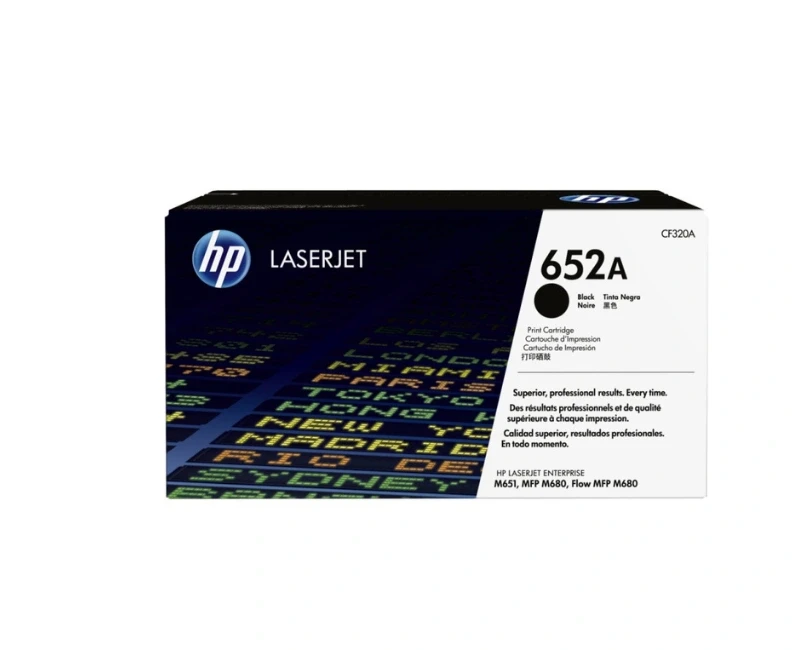 hp
CF320A
hp LASERJET
652A
Black Tinta Negra
Noire 黑色
Print Cartridge
Cartouche d'Impression
Cartucho de Impresión
打印硒鼓
Superior, professional results. Every time.
Des résultats professionnels et de qualité
supérieure à chaque impression.
Calidad superior, resultados profesionales.
En todo momento.
HP LASERJET ENTERPRISE
M651, MFP M680, Flow MFP M680
BERLIN
LONDON
MIAMI
PARIS
TOKYO
HONG K
NEW YO
MADRID
RIO DE
SYDNEY